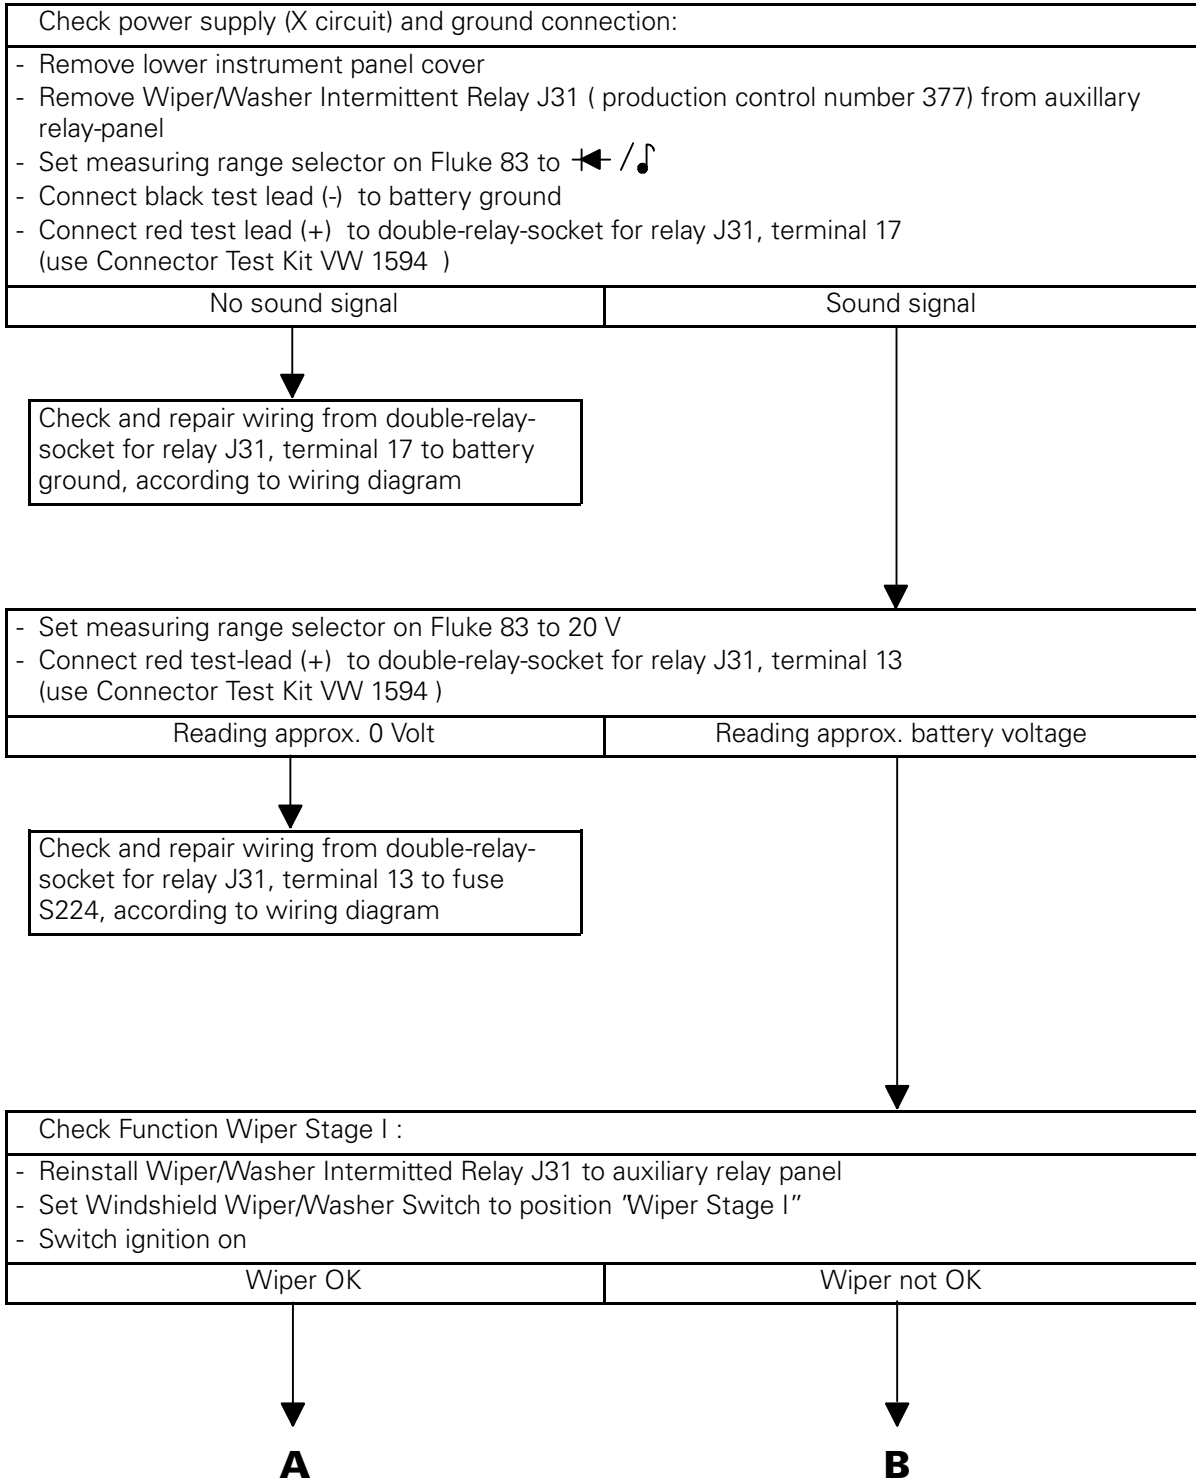 Check power supply (X circuit) and ground connection:
- Remove lower instrument panel cover
- Remove Wiper/Washer Intermittent Relay J31 ( production control number 377) from auxillary
relay-panel
- Set measuring range selector on Fluke 83 to /
- Connect black test lead (-) to battery ground
- Connect red test lead (+) to double-relay-socket for relay J31, terminal 17
(use Connector Test Kit VW 1594 )
No sound signal
Sound signal
Check and repair wiring from double-relay-
socket for relay J31, terminal 17 to battery
ground, according to wiring diagram
- Set measuring range selector on Fluke 83 to 20 V
- Connect red test-lead (+) to double-relay-socket for relay J31, terminal 13
(use Connector Test Kit VW 1594 )
Reading approx. 0 Volt
Reading approx. battery voltage
Check and repair wiring from double-relay-
socket for relay J31, terminal 13 to fuse
S224, according to wiring diagram
Check Function Wiper Stage I :
- Reinstall Wiper/Washer Intermitted Relay J31 to auxiliary relay panel
- Set Windshield Wiper/Washer Switch to position "Wiper Stage I"
- Switch ignition on
Wiper OK
Wiper not OK
A
B